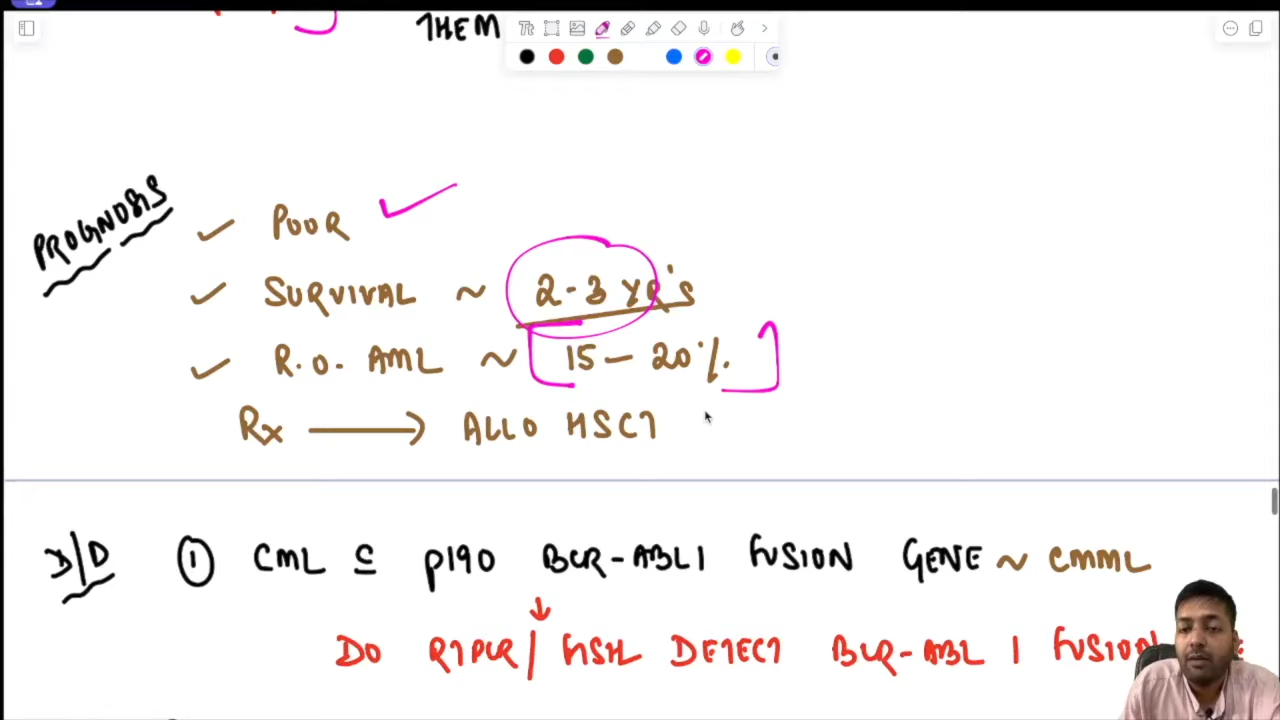 THEM
PROGNOSIS
✓ POOR ✓
✓ SURVIVAL ~ 2-3 YR'S
✓ R.O. AML ~ [15 – 20%]
Rx → ALLO HSCT
D/D ① CML c̄ p190 BCR-ABL1 FUSION GENE ~ CMML
↓
DO RTPCR/ FISH DETECT BCR-ABL 1 FUSION